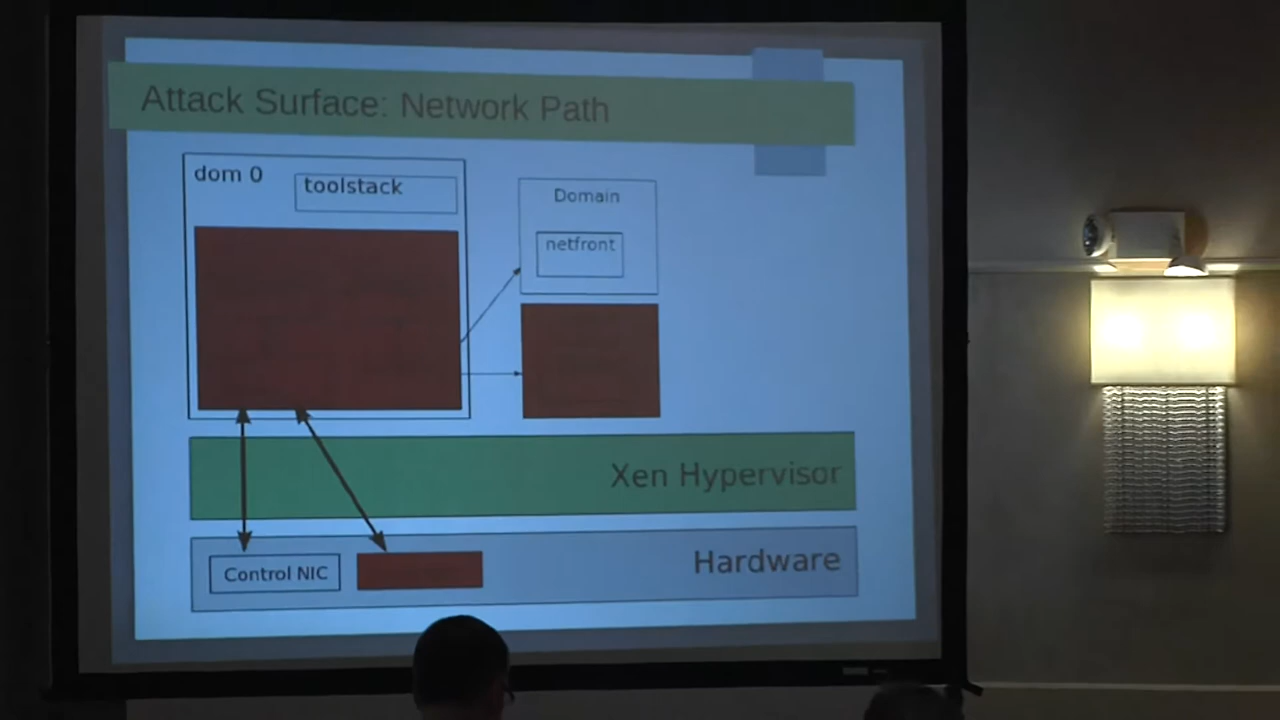 Attack Surface: Network Path
dom 0
toolstack
Domain
netfront
Xen Hypervisor
Control NIC
Hardware